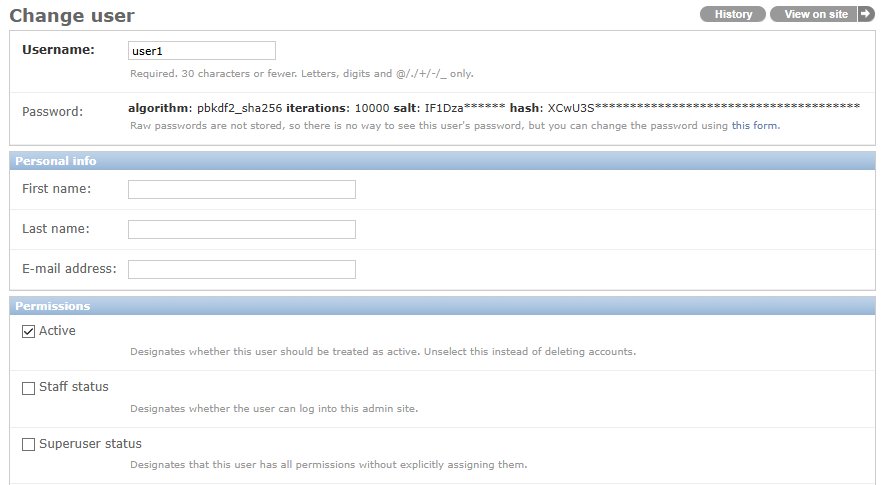 Change user
History
View on site
Username:
user1
Required. 30 characters or fewer. Letters, digits and @/./+/-/_ only.
Password:
algorithm: pbkdf2_sha256 iterations: 10000 salt: IF1Dza****** hash: XCwU3S**************************************
Raw passwords are not stored, so there is no way to see this user's password, but you can change the password using this form.
Personal info
First name:
Last name:
E-mail address:
Permissions
Active
Designates whether this user should be treated as active. Unselect this instead of deleting accounts.
Staff status
Designates whether the user can log into this admin site.
Superuser status
Designates that this user has all permissions without explicitly assigning them.